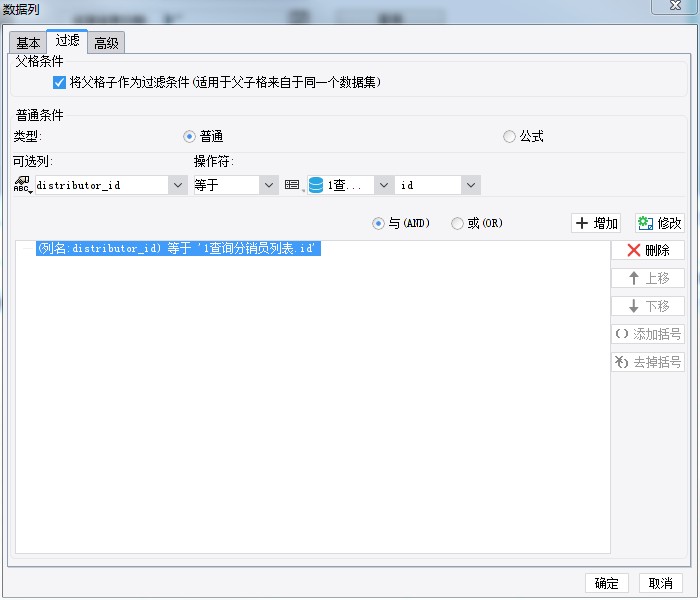 数据列
基本 过滤 高级
父格条件
将父格子作为过滤条件(适用于父子格来自于同一个数据集)
普通条件
类型: 普通 公式
可选列: 操作符:
ABC distributor_id 等于 1查... id
与(AND) 或(OR) 增加 修改
(列名:distributor_id) 等于 '1查询分销员列表.id'
删除
上移
下移
添加括号
去掉括号
确定 取消